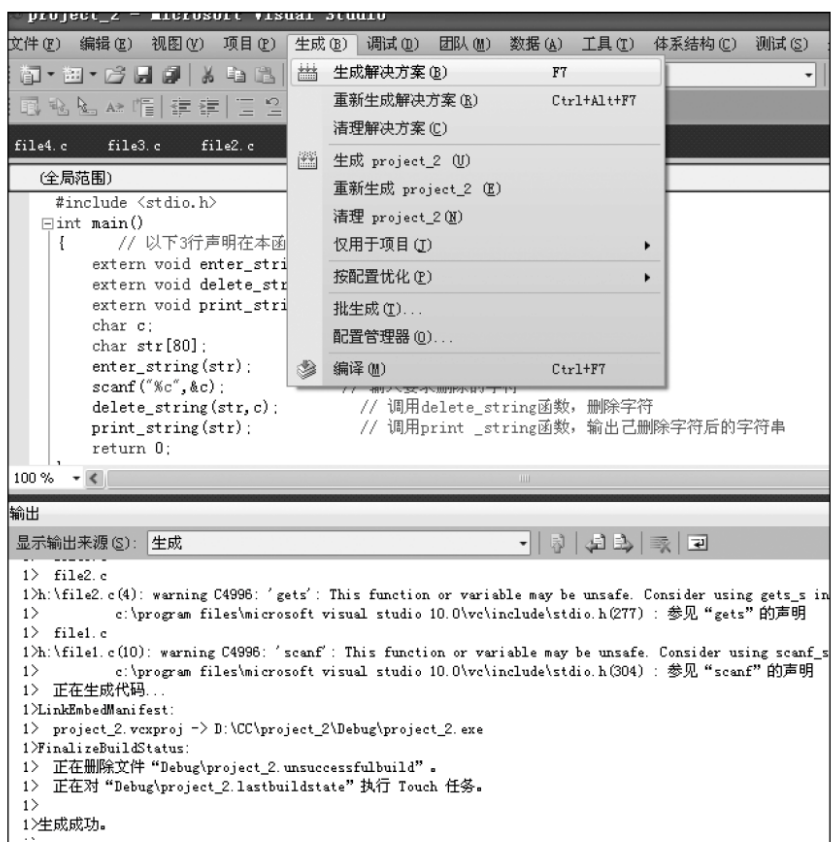 project_2 - Microsoft Visual Studio
文件(F) 编辑(E) 视图(V) 项目(P) 生成(B) 调试(D) 团队(M) 数据(A) 工具(T) 体系结构(C) 测试(S)
生成解决方案(B) F7
重新生成解决方案(R) Ctrl+Alt+F7
清理解决方案(C)
生成 project_2 (U)
重新生成 project_2 (E)
清理 project_2(N)
仅用于项目(J)
按配置优化(P)
批生成(T)...
配置管理器(O)...
编译(M) Ctrl+F7
file4.c file3.c file2.c
(全局范围)
#include <stdio.h>
int main()
{ // 以下3行声明在本函
extern void enter_stri
extern void delete_str
extern void print_stri
char c;
char str[80];
enter_string(str);
scanf("%c",&c); // 输入要求删除的字符
delete_string(str,c); // 调用delete_string函数，删除字符
print_string(str); // 调用print _string函数，输出已删除字符后的字符串
return 0;
100 %
输出
显示输出来源(S): 生成
1> file2.c
1>h:\file2.c(4): warning C4996: 'gets': This function or variable may be unsafe. Consider using gets_s in
1> c:\program files\microsoft visual studio 10.0\vc\include\stdio.h(277) : 参见“gets”的声明
1> file1.c
1>h:\file1.c(10): warning C4996: 'scanf': This function or variable may be unsafe. Consider using scanf_s
1> c:\program files\microsoft visual studio 10.0\vc\include\stdio.h(304) : 参见“scanf”的声明
1> 正在生成代码...
1>LinkEmbedManifest:
1> project_2.vcxproj -> D:\CC\project_2\Debug\project_2.exe
1>FinalizeBuildStatus:
1> 正在删除文件“Debug\project_2.unsuccessfulbuild”。
1> 正在对“Debug\project_2.lastbuildstate”执行 Touch 任务。
1>
1>生成成功。